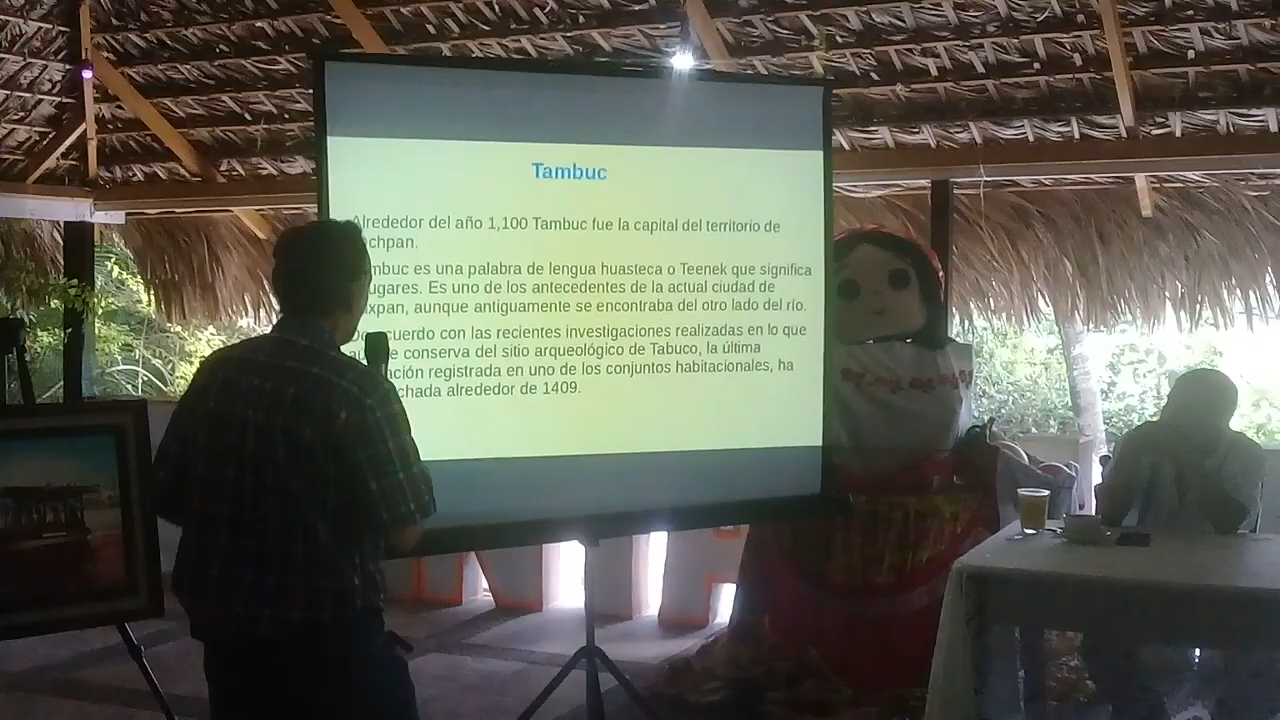 Tambuc
Alrededor del año 1,100 Tambuc fue la capital del territorio de
chpan.
mbuc es una palabra de lengua huasteca o Teenek que significa
ugares. Es uno de los antecedentes de la actual ciudad de
xpan, aunque antiguamente se encontraba del otro lado del río.
cuerdo con las recientes investigaciones realizadas en lo que
conserva del sitio arqueológico de Tabuco, la última
ación registrada en uno de los conjuntos habitacionales, ha
chada alrededor de 1409.